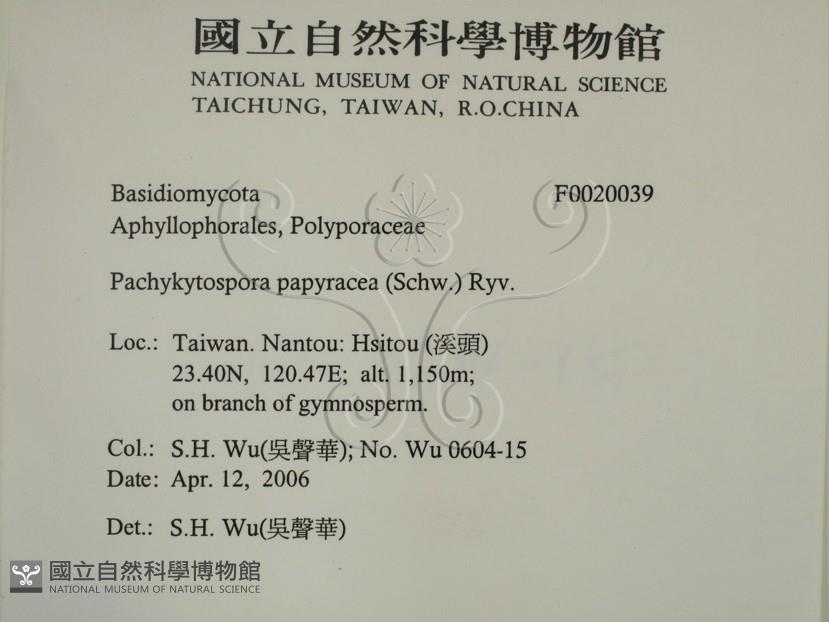 國立自然科學博物館
NATIONAL MUSEUM OF NATURAL SCIENCE
TAICHUNG, TAIWAN, R.O.CHINA
Basidiomycota F0020039
Aphyllophorales, Polyporaceae
Pachykytospora papyracea (Schw.) Ryv.
Loc.: Taiwan. Nantou: Hsitou (溪頭)
23.40N, 120.47E; alt. 1,150m;
on branch of gymnosperm.
Col.: S.H. Wu(吳聲華); No. Wu 0604-15
Date: Apr. 12, 2006
Det.: S.H. Wu(吳聲華)
國立自然科學博物館
NATIONAL MUSEUM OF NATURAL SCIENCE